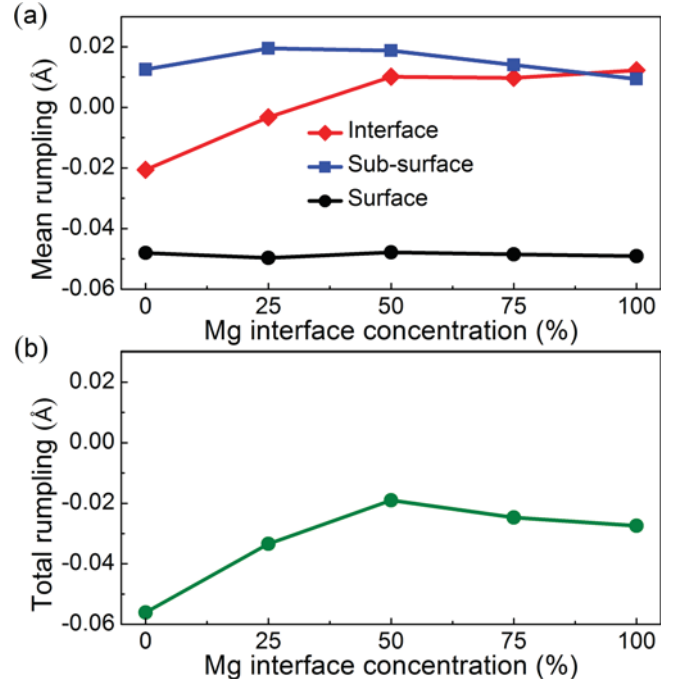 (a)
Mean rumpling (Å)
0.02
0.00
-0.02
-0.04
-0.06
Interface
Sub-surface
Surface
0 25 50 75 100
Mg interface concentration (%)
(b)
Total rumpling (Å)
0.02
0.00
-0.02
-0.04
-0.06
0 25 50 75 100
Mg interface concentration (%)